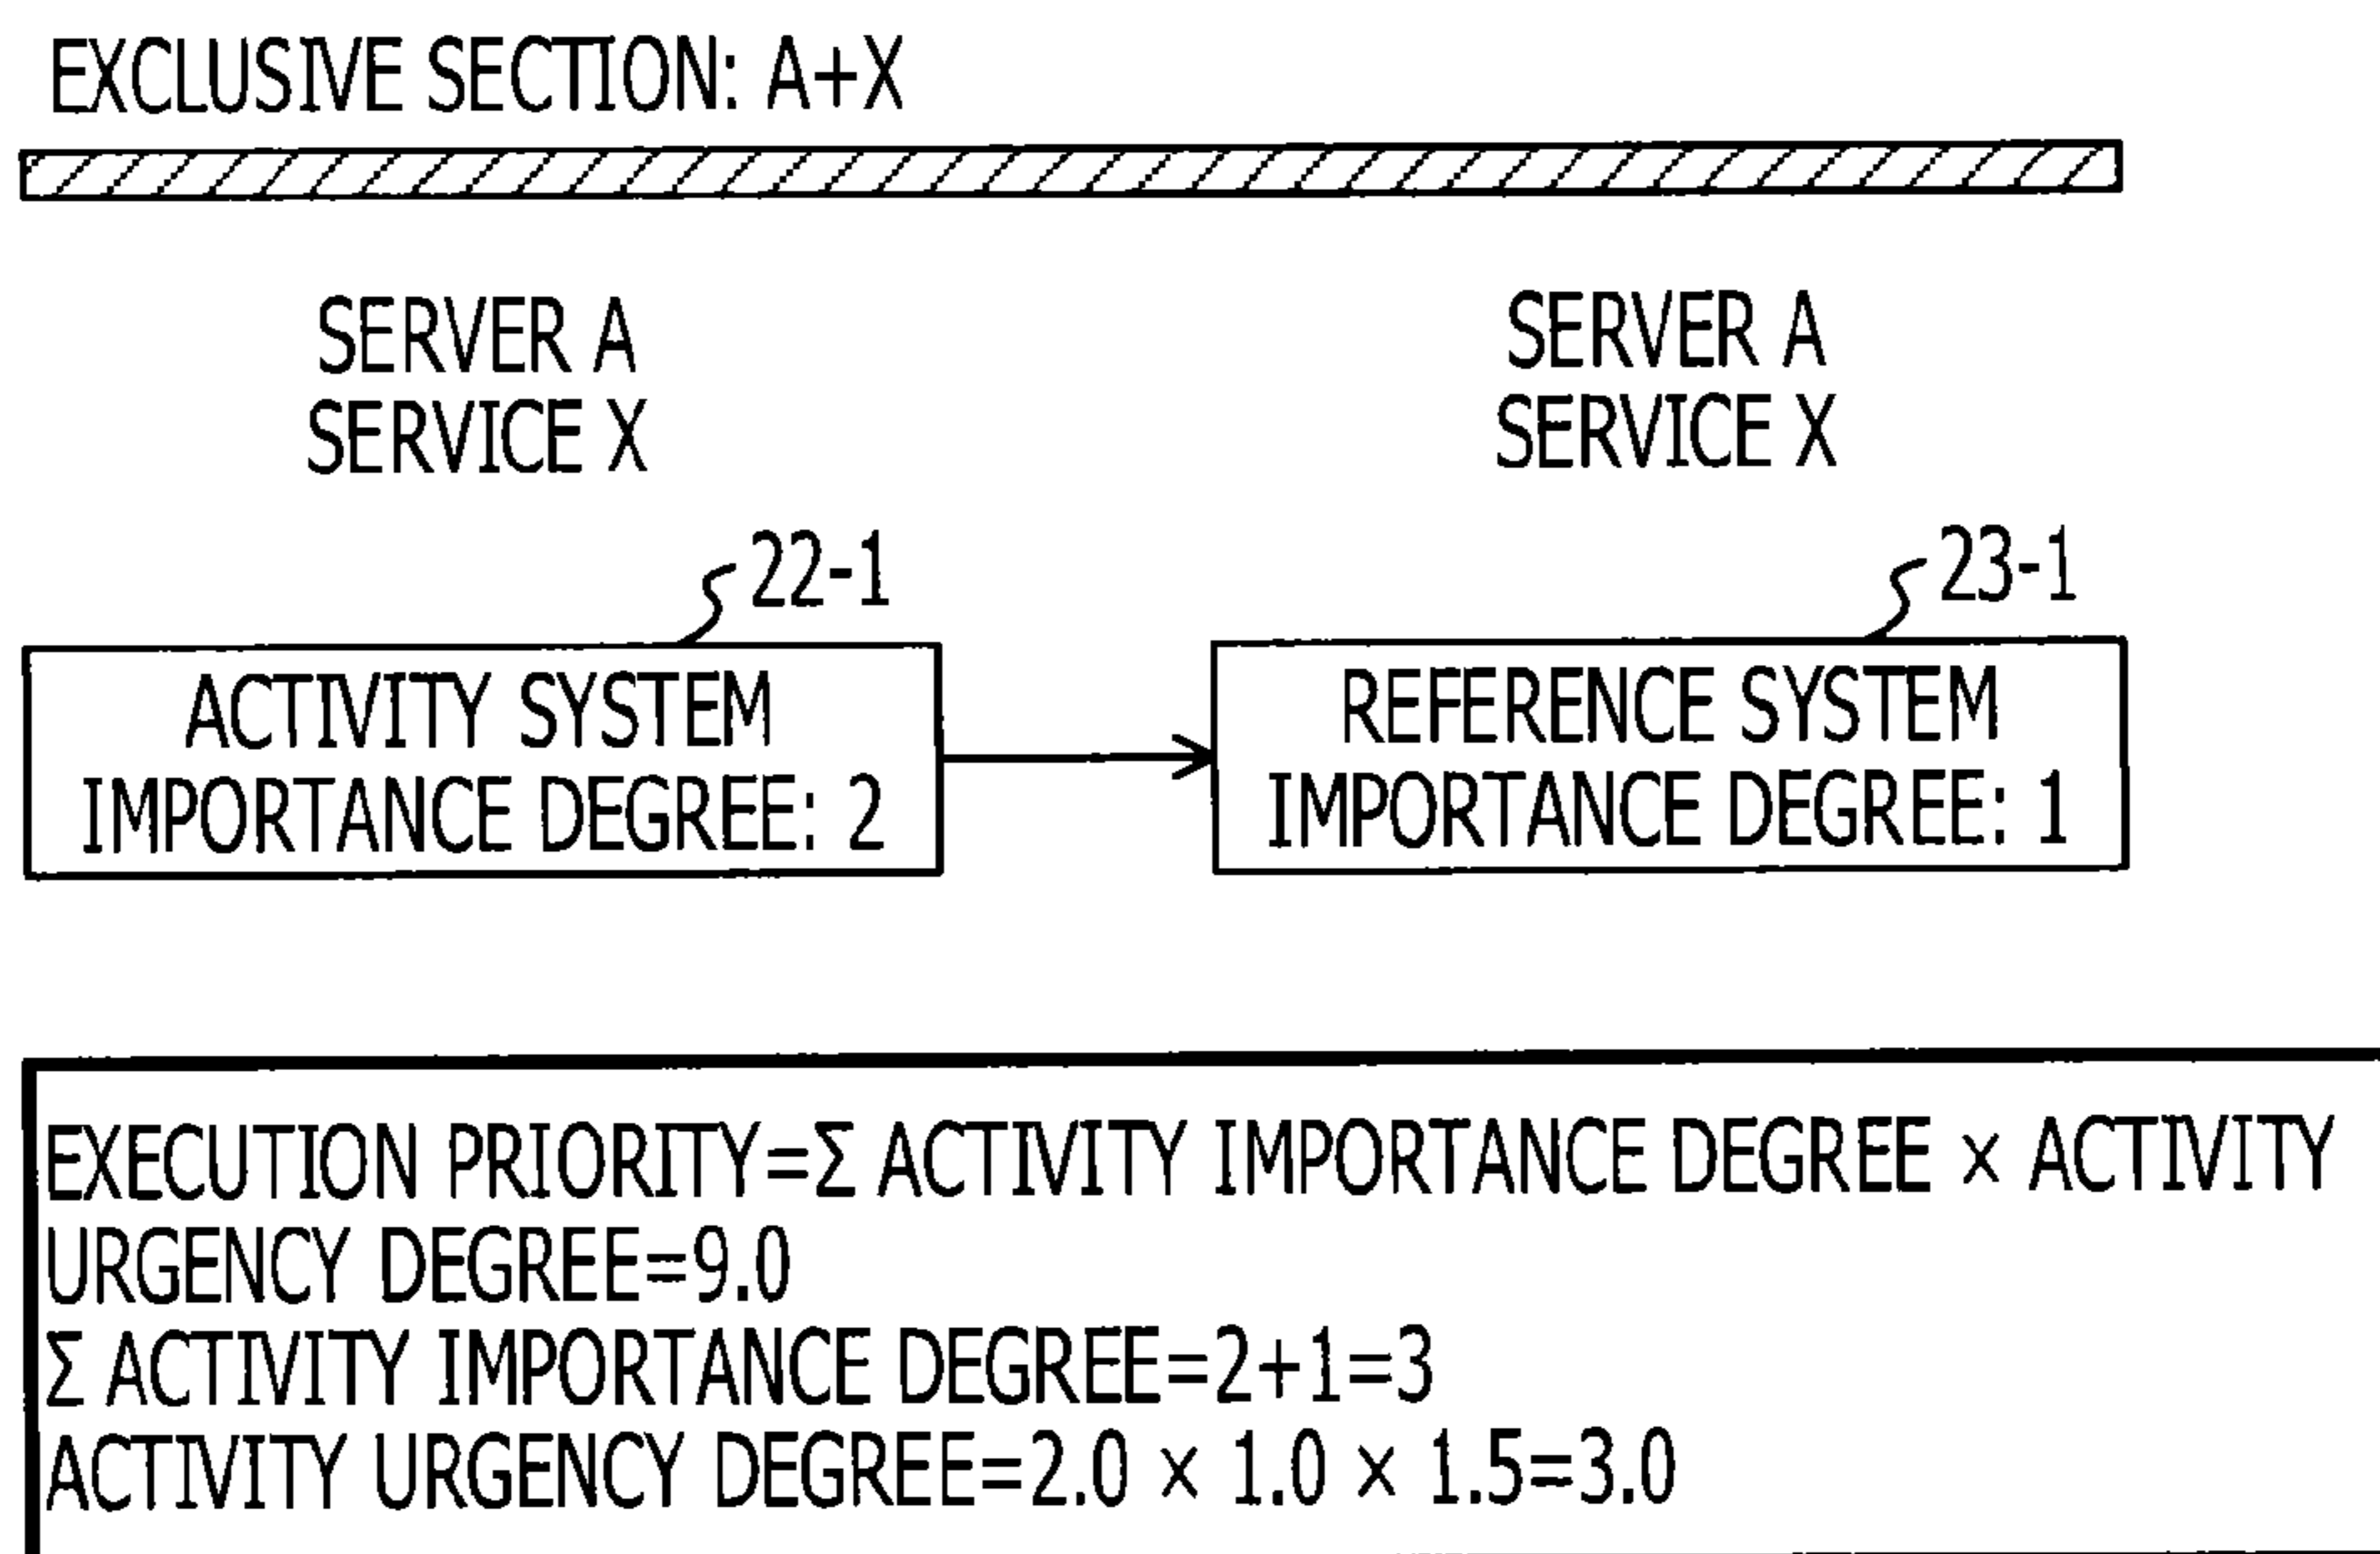 EXCLUSIVE SECTION: A+X
SERVER A
SERVICE X
SERVER A
SERVICE X
22-1
23-1
ACTIVITY SYSTEM
IMPORTANCE DEGREE: 2
REFERENCE SYSTEM
IMPORTANCE DEGREE: 1
EXECUTION PRIORITY=Σ ACTIVITY IMPORTANCE DEGREE × ACTIVITY
URGENCY DEGREE=9.0
Σ ACTIVITY IMPORTANCE DEGREE=2+1=3
ACTIVITY URGENCY DEGREE=2.0 × 1.0 × 1.5=3.0